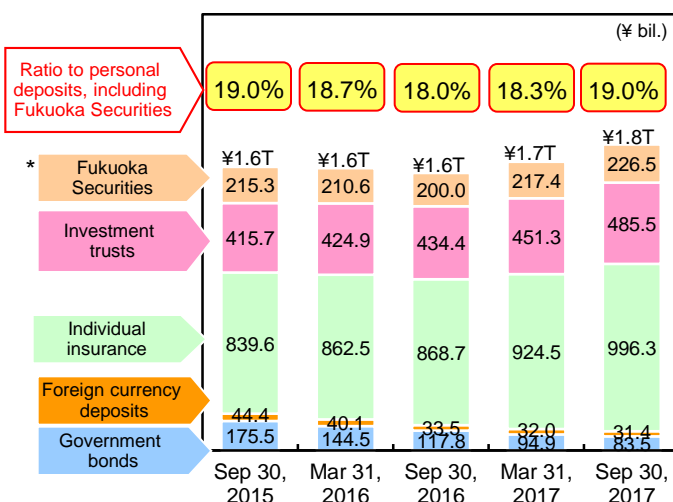 (¥ bil.)
Ratio to personal
deposits, including
Fukuoka Securities
19.0% 18.7% 18.0% 18.3% 19.0%
¥1.6T ¥1.6T ¥1.6T ¥1.7T ¥1.8T
* Fukuoka
Securities
215.3 210.6 200.0 217.4 226.5
Investment
trusts
415.7 424.9 434.4 451.3 485.5
Individual
insurance
839.6 862.5 868.7 924.5 996.3
Foreign currency
deposits
44.4 40.1 33.5 32.0 31.4
Government
bonds
175.5 144.5 117.8 94.9 83.5
Sep 30, Mar 31, Sep 30, Mar 31, Sep 30,
2015 2016 2016 2017 2017